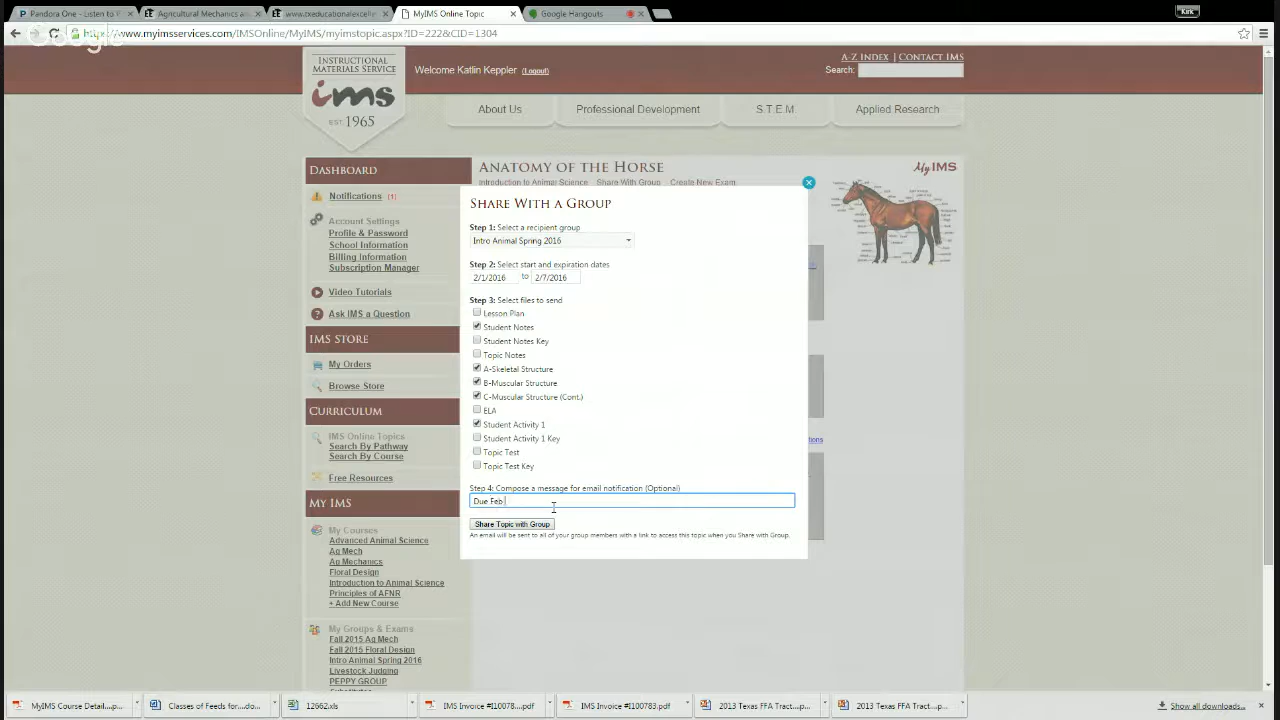 Pandora One - Listen to F
Agricultural Mechanics an
www.txeducationalexcelle
MyIMS Online Topic
Google Hangouts
Kirk
https://www.myimsservices.com/IMSOnline/MyIMS/myimstopic.aspx?ID=222&CID=1304
Google
A-Z Index | Contact IMS
Instructional
Materials Service
ims
EST. 1965
Welcome Katlin Keppler (Logout)
Search:
About Us
Professional Development
S.T.E.M.
Applied Research
Dashboard
Notifications (1)
Account Settings
Profile & Password
School Information
Billing Information
Subscription Manager
Video Tutorials
Ask IMS a Question
IMS Store
My Orders
Browse Store
Curriculum
IMS Online Topics
Search By Pathway
Search By Course
Free Resources
My IMS
My Courses
Advanced Animal Science
Ag Mech
Ag Mechanics
Floral Design
Introduction to Animal Science
Principles of AFNR
+ Add New Course
My Groups & Exams
Fall 2015 Ag Mech
Fall 2015 Floral Design
Intro Animal Spring 2016
Livestock Judging
PEPPY GROUP
Anatomy of the Horse
My IMS
Introduction to Animal Science Share With Group Create New Exam
Share With a Group
Step 1: Select a recipient group
Intro Animal Spring 2016
Step 2: Select start and expiration dates
2/1/2016 to 2/7/2016
Step 3: Select files to send
Lesson Plan
Student Notes
Student Notes Key
Topic Notes
A-Skeletal Structure
B-Muscular Structure
C-Muscular Structure (Cont.)
ELA
Student Activity 1
Student Activity 1 Key
Topic Test
Topic Test Key
Step 4: Compose a message for email notification (Optional)
Due Feb
Share Topic with Group
An email will be sent to all of your group members with a link to access this topic when you Share with Group.
MyIMS Course Detail....p...
Classes of Feeds for....do...
12662.xls
IMS Invoice #I10078....pdf
IMS Invoice #I100783.pdf
2013 Texas FFA Tract....p...
2013 Texas FFA Tract....p...
Show all downloads...